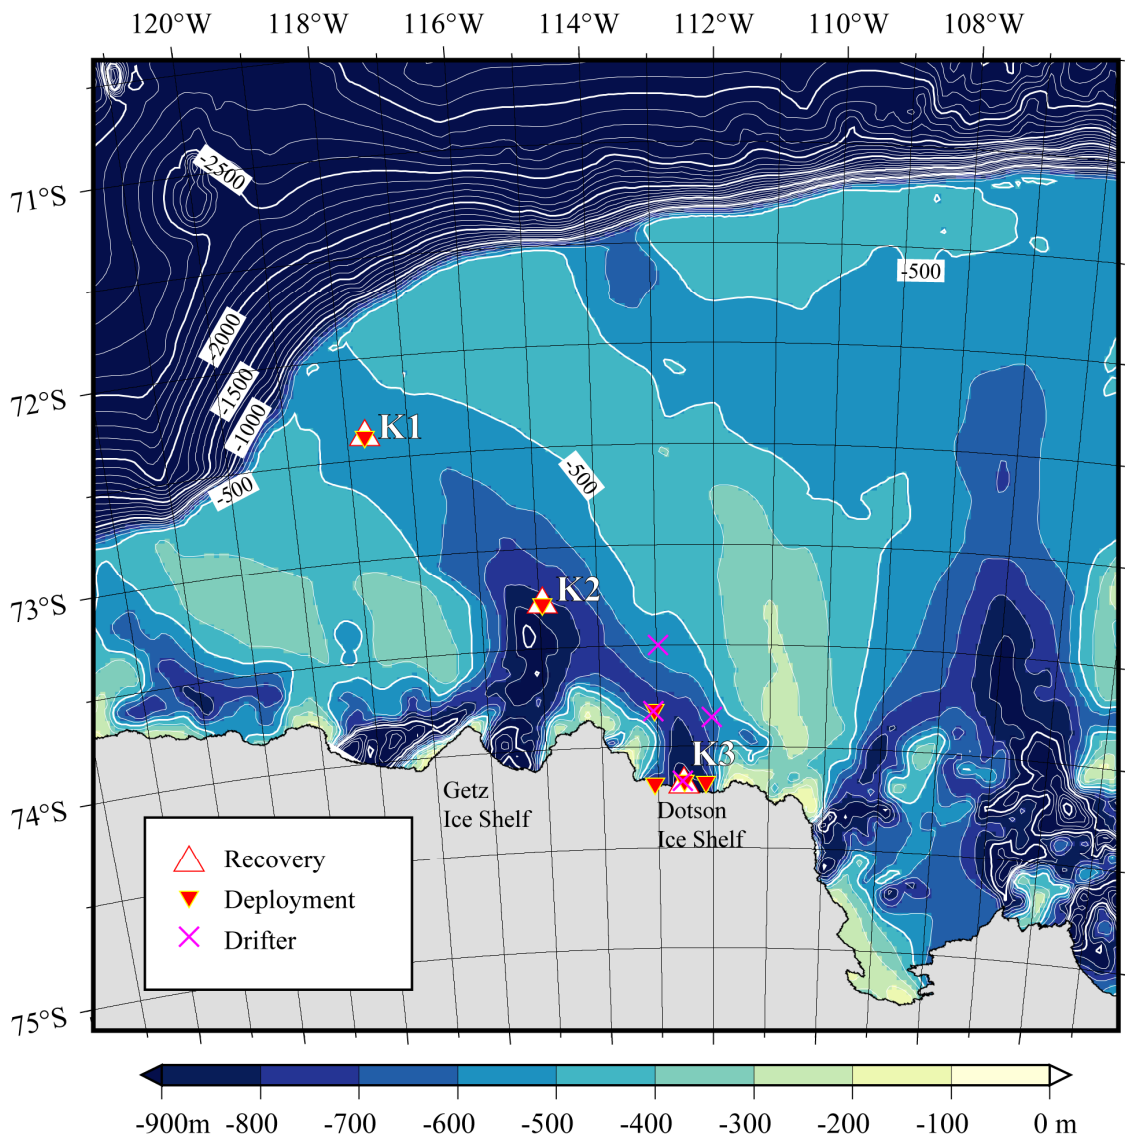 120°W 118°W 116°W 114°W 112°W 110°W 108°W
71°S
72°S
73°S
74°S
75°S
-2500
-2000
-1500
-1000
-500
-500
-500
K1
K2
K3
Getz
Ice Shelf
Dotson
Ice Shelf
Recovery
Deployment
Drifter
-900m -800 -700 -600 -500 -400 -300 -200 -100 0 m